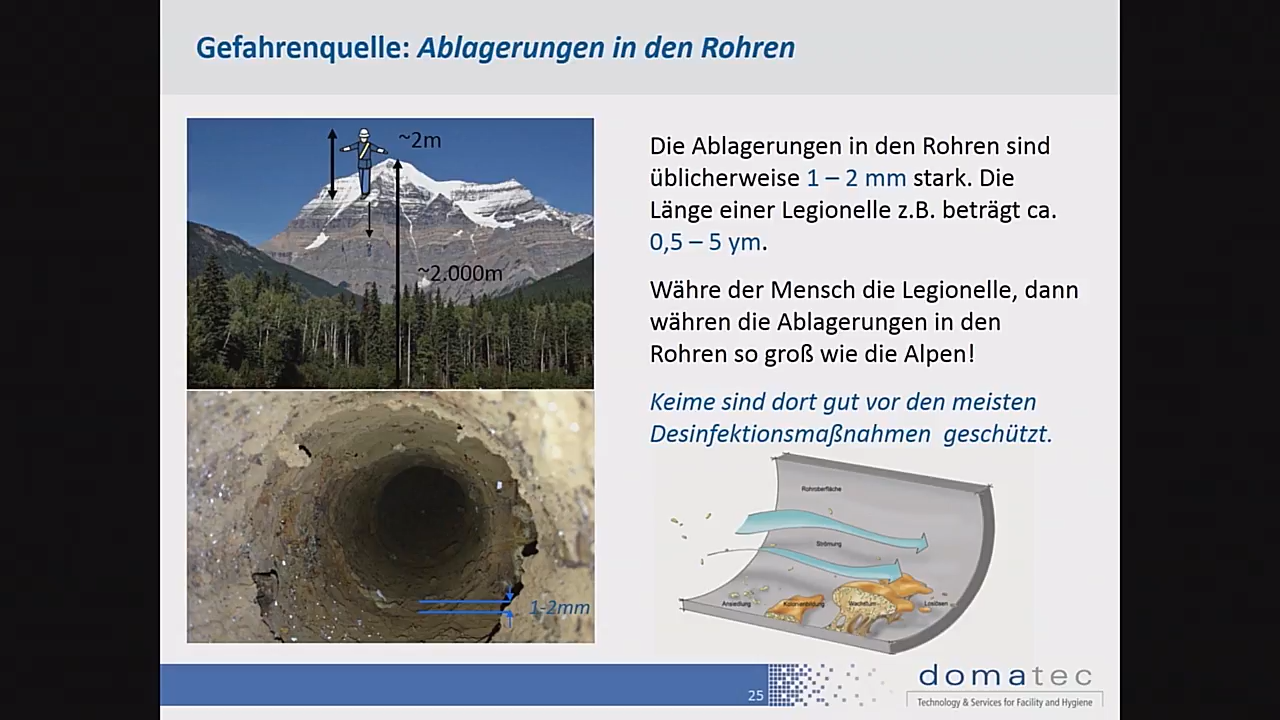 Gefahrenquelle: Ablagerungen in den Rohren
~2m
~2.000m
1-2mm
Die Ablagerungen in den Rohren sind
üblicherweise 1 – 2 mm stark. Die
Länge einer Legionelle z.B. beträgt ca.
0,5 – 5 ym.
Währe der Mensch die Legionelle, dann
währen die Ablagerungen in den
Rohren so groß wie die Alpen!
Keime sind dort gut vor den meisten
Desinfektionsmaßnahmen geschützt.
Rohroberfläche
Strömung
Ansiedlung
Kolonienbildung
Wachstum
Loslösen
25
domatec
Technology & Services for Facility and Hygiene